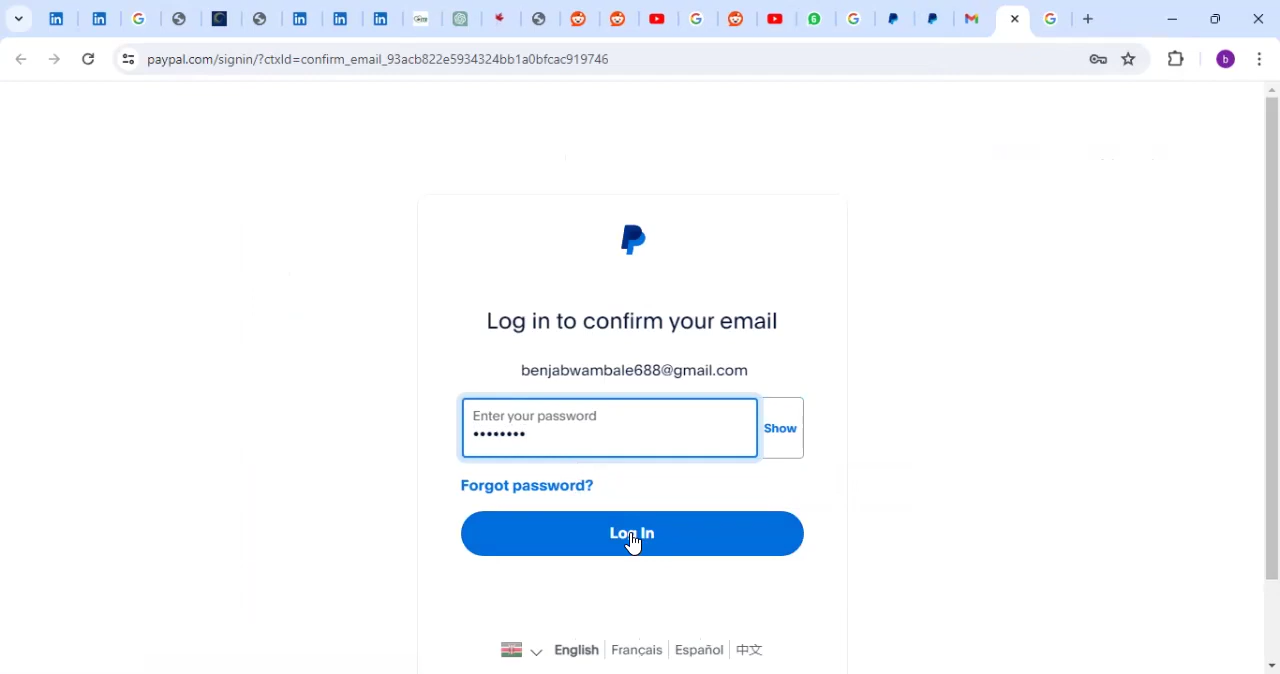 paypal.com/signin/?ctxId=confirm_email_93acb822e5934324bb1a0bfcac919746
b
Log in to confirm your email
benjabwambale688@gmail.com
Enter your password
••••••••
Show
Forgot password?
Log In
English Français Español 中文